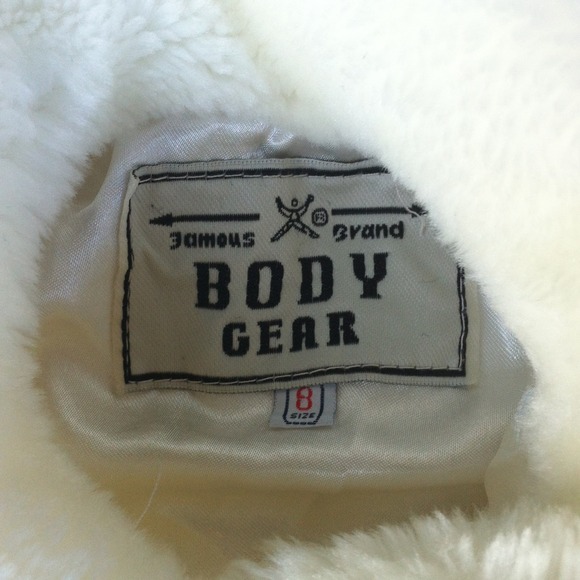 Famous ® Brand
BODY
GEAR
8
SIZE